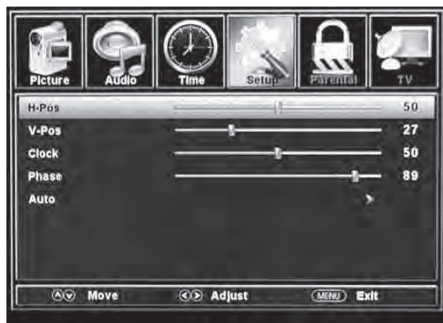 Picture Audio Time Setup Parental TV
H-Pos 50
V-Pos 27
Clock 50
Phase 89
Auto
Move Adjust MENU Exit